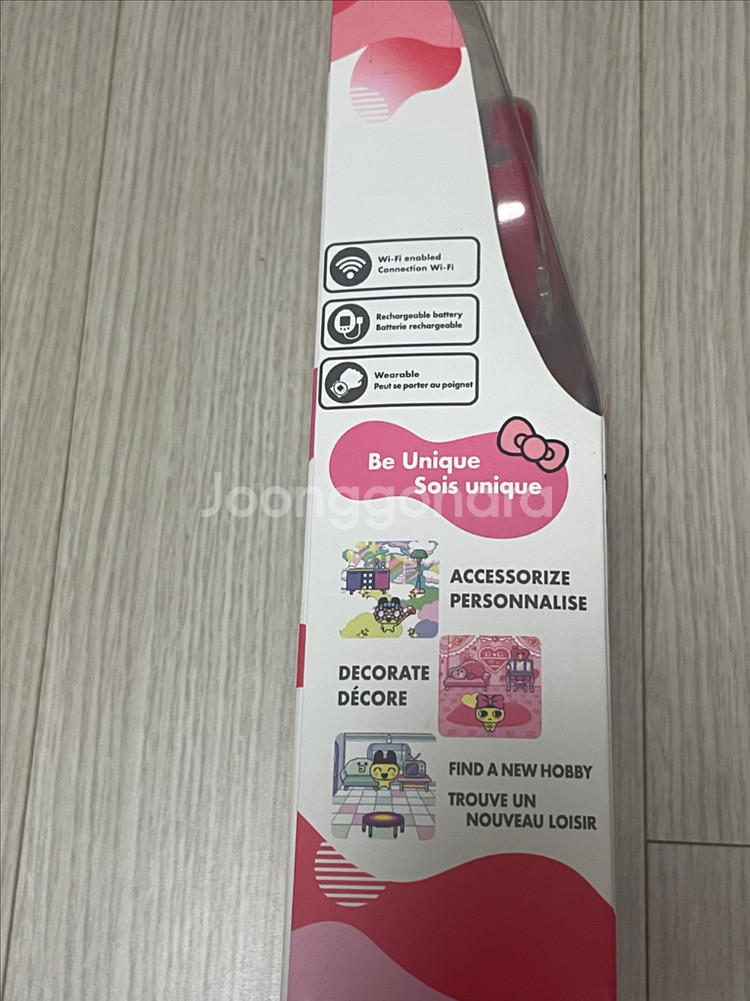 Wi-Fi enabled
Connection Wi-Fi
Rechargeable battery
Batterie rechargeable
Wearable
Peut se porter au poignet
Be Unique
Sois unique
Joonggonara
ACCESSORIZE
PERSONNALISE
DECORATE
DÉCORE
FIND A NEW HOBBY
TROUVE UN
NOUVEAU LOISIR